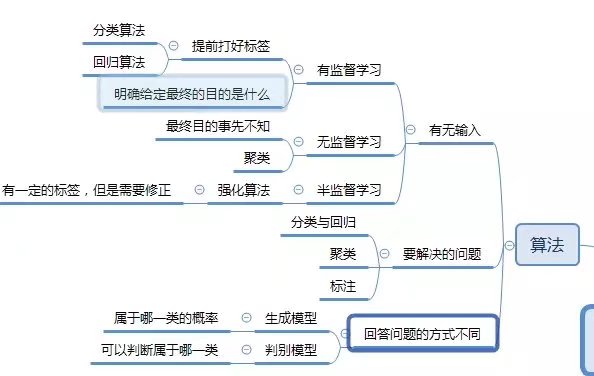 分类算法
提前打好标签
回归算法
有监督学习
明确给定最终的目的是什么
最终目的事先不知
有无输入
无监督学习
聚类
有一定的标签，但是需要修正
强化算法
半监督学习
分类与回归
算法
聚类
要解决的问题
标注
属于哪一类的概率
生成模型
回答问题的方式不同
可以判断属于哪一类
判别模型